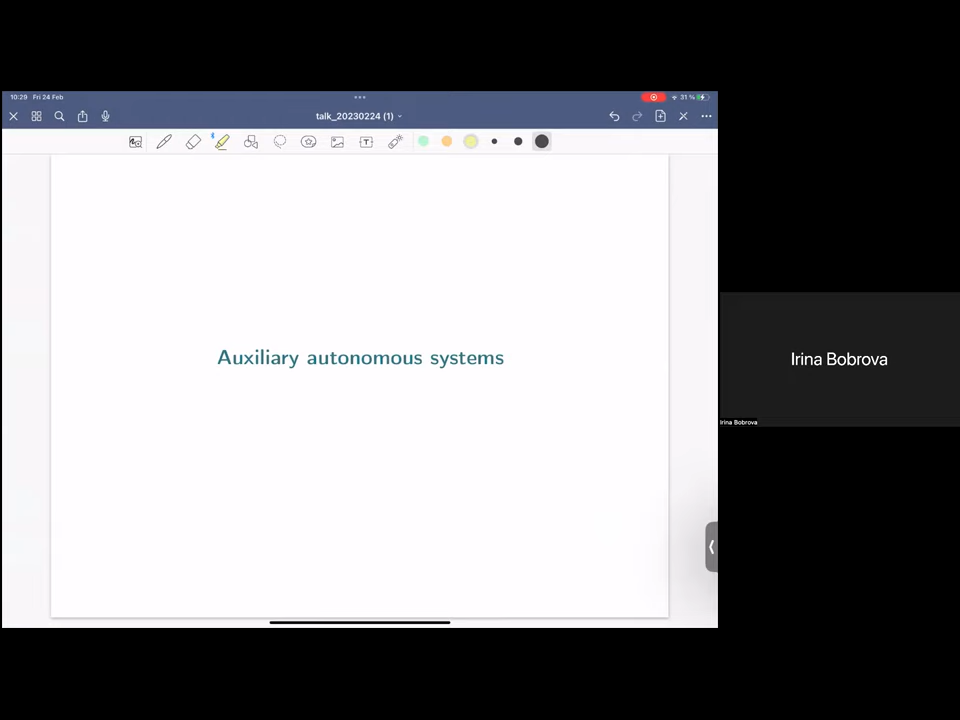 10:29 Fri 24 Feb
31 %
talk_20230224 (1)
T
Auxiliary autonomous systems
Irina Bobrova
Irina Bobrova